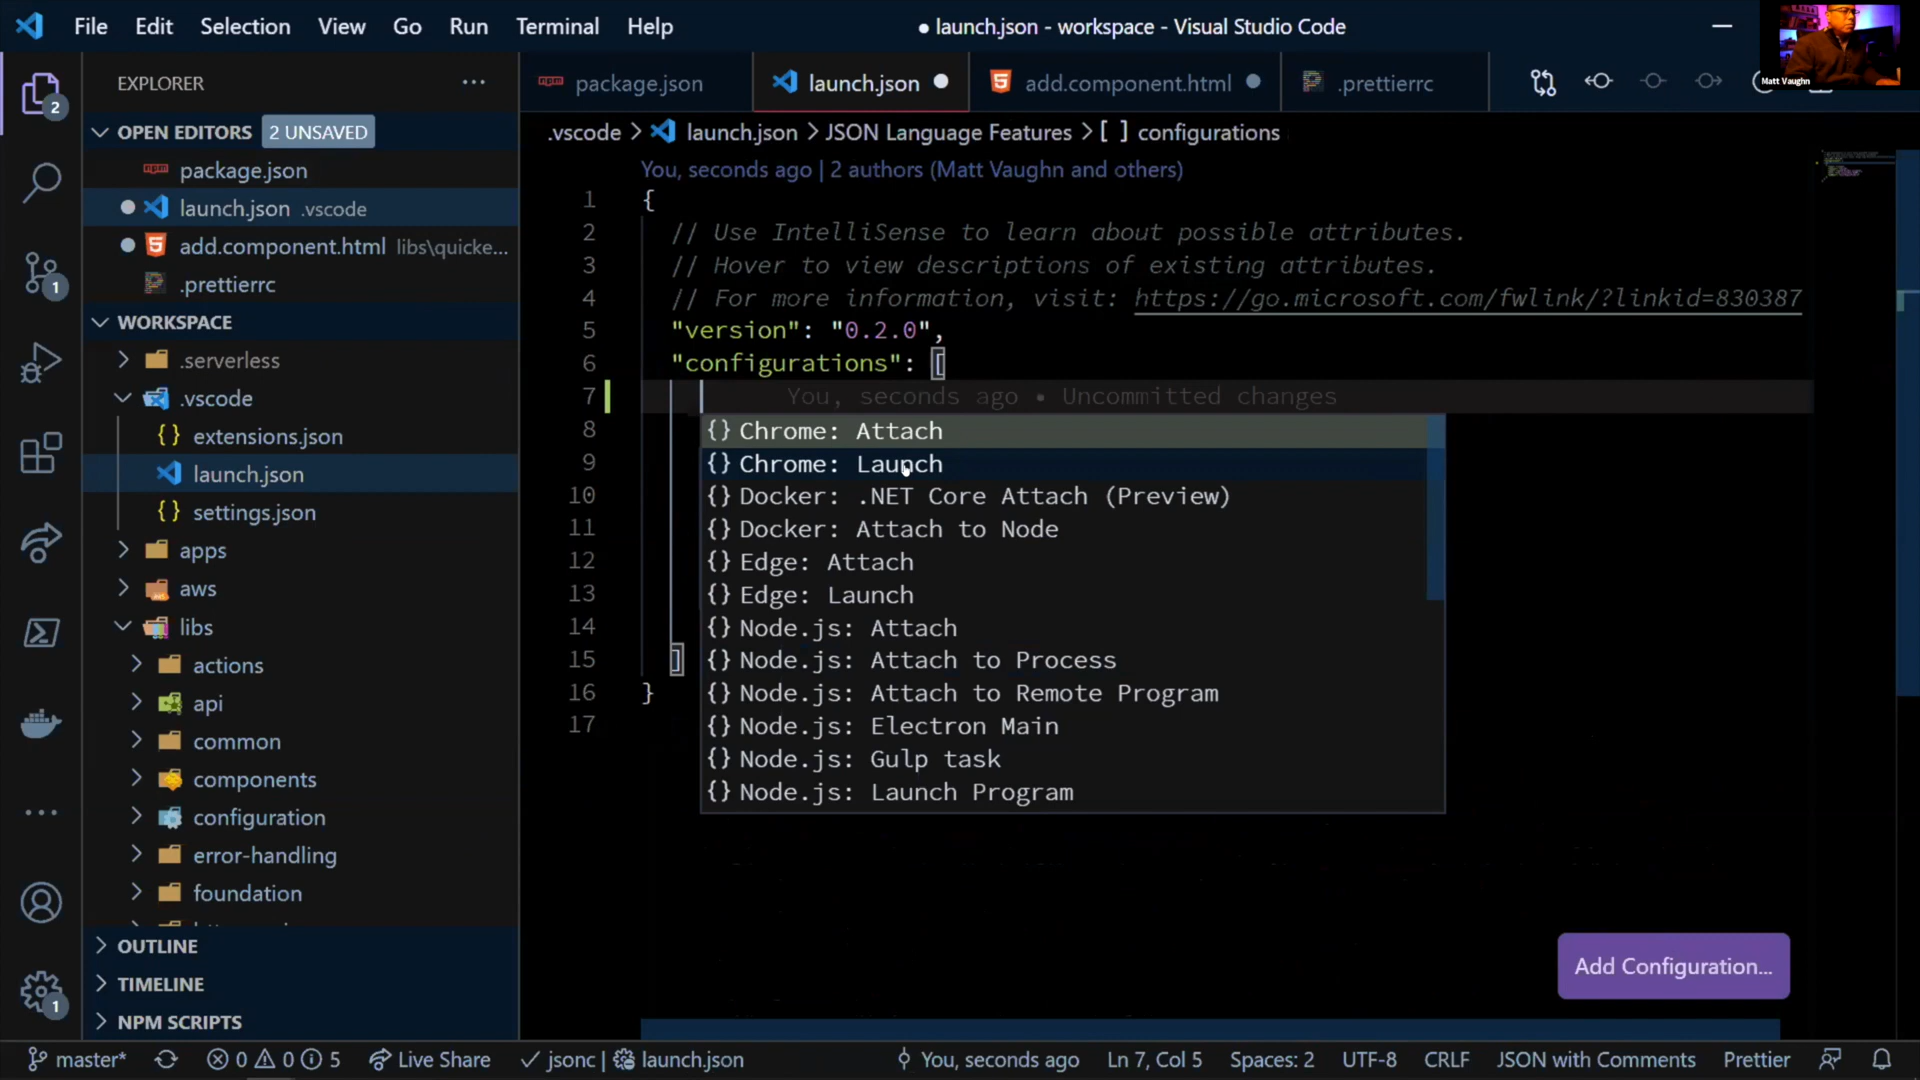 File Edit Selection View Go Run Terminal Help
● launch.json - workspace - Visual Studio Code
Matt Vaughn
EXPLORER ...
OPEN EDITORS 2 UNSAVED
package.json
launch.json .vscode
add.component.html libs\quicke...
.prettierrc
WORKSPACE
.serverless
.vscode
extensions.json
launch.json
settings.json
apps
aws
libs
actions
api
common
components
configuration
error-handling
foundation
OUTLINE
TIMELINE
NPM SCRIPTS
2
1
1
package.json launch.json add.component.html .prettierrc
.vscode > launch.json > JSON Language Features > [ ] configurations
You, seconds ago | 2 authors (Matt Vaughn and others)
1 {
2 // Use IntelliSense to learn about possible attributes.
3 // Hover to view descriptions of existing attributes.
4 // For more information, visit: https://go.microsoft.com/fwlink/?linkid=830387
5 "version": "0.2.0",
6 "configurations": [
7 You, seconds ago • Uncommitted changes
8 {} Chrome: Attach
9 {} Chrome: Launch
10 {} Docker: .NET Core Attach (Preview)
11 {} Docker: Attach to Node
12 {} Edge: Attach
13 {} Edge: Launch
14 {} Node.js: Attach
15 ] {} Node.js: Attach to Process
16 } {} Node.js: Attach to Remote Program
17 {} Node.js: Electron Main
{} Node.js: Gulp task
{} Node.js: Launch Program
Add Configuration...
master* 0 0 5 Live Share jsonc | launch.json You, seconds ago Ln 7, Col 5 Spaces: 2 UTF-8 CRLF JSON with Comments Prettier